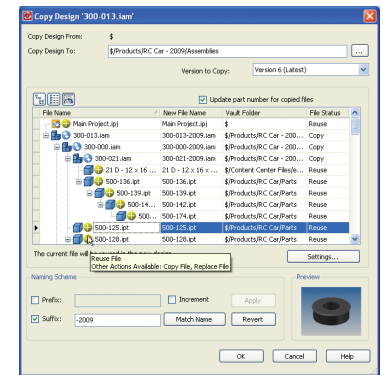 Copy Design '300-013.iam'
Copy Design From: $
Copy Design To: $/Products/RC Car - 2009/Assemblies ...
Version to Copy: Version 6 (Latest)
Update part number for copied files
File Name New File Name Vault Folder File Status
Main Project.ipj Main Project.ipj $ Reuse
300-013.iam 300-013-2009.iam $/Products/RC Car - 200... Copy
300-000.iam 300-000-2009.iam $/Products/RC Car - 200... Copy
300-021.iam 300-021-2009.iam $/Products/RC Car - 200... Copy
21 D - 12 x 16 ... 21 D - 12 x 16 ... $/Content Center Files/e... Reuse
500-136.ipt 500-136.ipt $/Products/RC Car/Parts Reuse
500-139.ipt 500-139.ipt $/Products/RC Car/Parts Reuse
500-14... 500-142.ipt $/Products/RC Car/Parts Reuse
500... 500-174.ipt $/Products/RC Car/Parts Reuse
500-125.ipt 500-125.ipt $/Products/RC Car/Parts Reuse
500-128.ipt 500-128.ipt $/Products/RC Car/Parts Reuse
The current file will be Settings...
Reuse File
Other Actions Available: Copy File, Replace File
Naming Scheme Preview
Prefix: Increment Apply
Suffix: -2009 Match Name Revert
OK Cancel Help